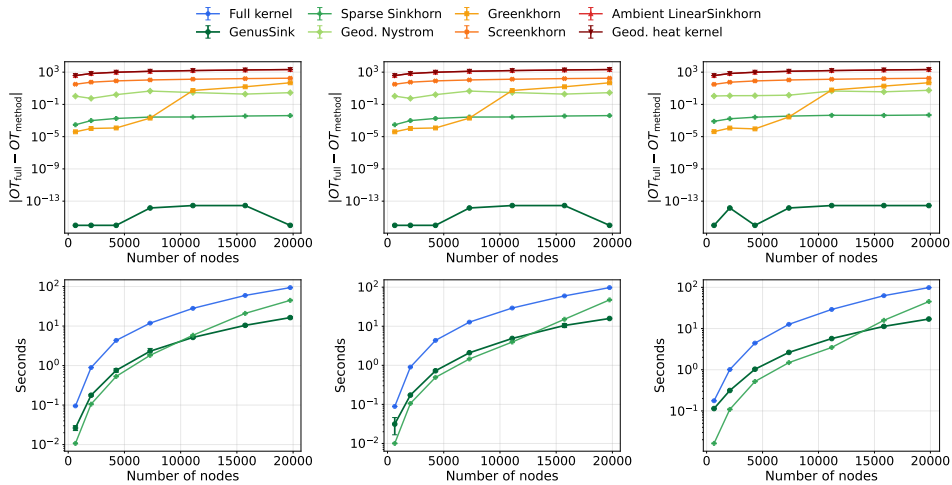 Full kernel Sparse Sinkhorn Greenkhorn Ambient LinearSinkhorn
GenusSink Geod. Nystrom Screenkhorn Geod. heat kernel
|OT_full − OT_method|
10^3
10^-1
10^-5
10^-9
10^-13
0 5000 10000 15000 20000
Number of nodes
|OT_full − OT_method|
10^3
10^-1
10^-5
10^-9
10^-13
0 5000 10000 15000 20000
Number of nodes
|OT_full − OT_method|
10^3
10^-1
10^-5
10^-9
10^-13
0 5000 10000 15000 20000
Number of nodes
Seconds
10^2
10^1
10^0
10^-1
10^-2
0 5000 10000 15000 20000
Number of nodes
Seconds
10^2
10^1
10^0
10^-1
10^-2
0 5000 10000 15000 20000
Number of nodes
Seconds
10^2
10^1
10^0
10^-1
0 5000 10000 15000 20000
Number of nodes